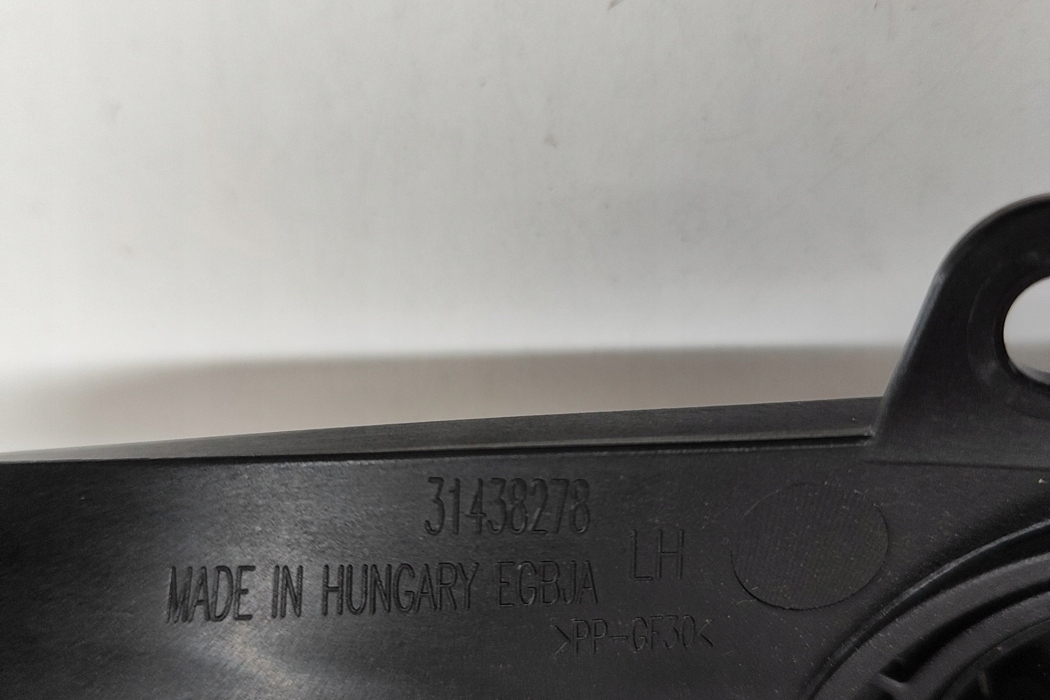 31438278
LH
MADE IN HUNGARY EGBJA
>PP-GF30<